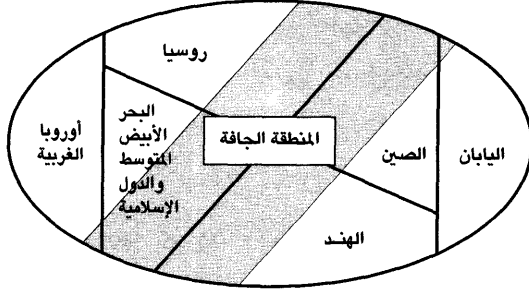 روسيا
اليابان
الصين
المنطقة الجافة
البحر
الأبيض
المتوسط
والدول
الإسلامية
أوروبا
الغربية
الهند